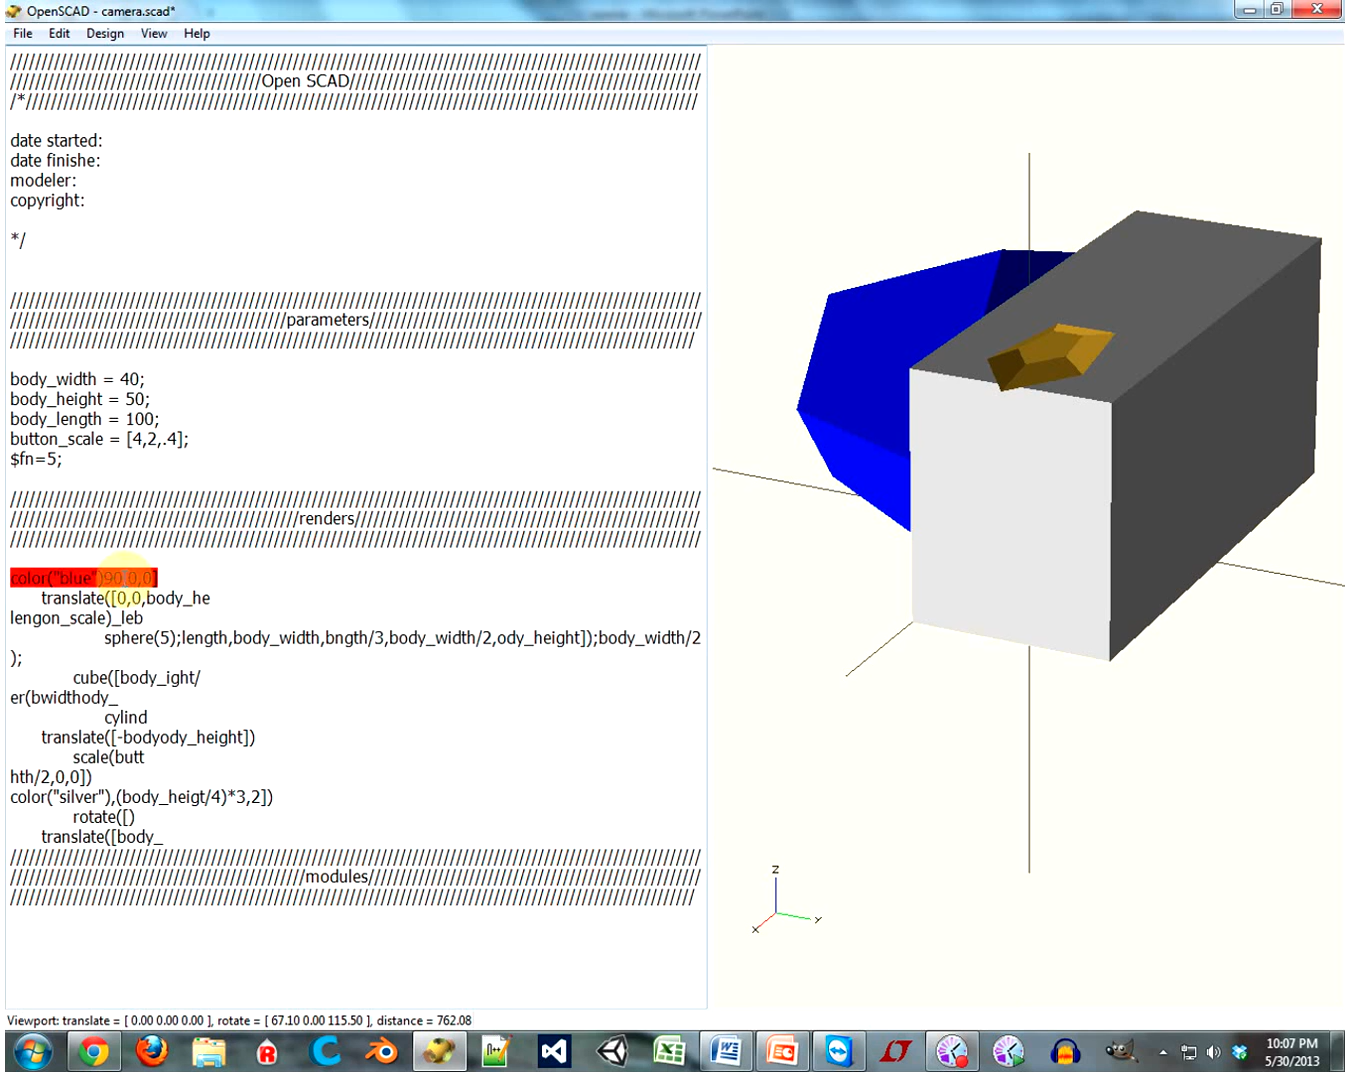 OpenSCAD - camera.scad*
File Edit Design View Help
////////////////////////////////////////////////////////////////////////////////////////////////
///////////////////////////////////Open SCAD/////////////////////////////////////////////////
/*//////////////////////////////////////////////////////////////////////////////////////////////
date started:
date finishe:
modeler:
copyright:
*/
////////////////////////////////////////////////////////////////////////////////////////////////
///////////////////////////////////////parameters//////////////////////////////////////////////
///////////////////////////////////////////////////////////////////////////////////////////////
body_width = 40;
body_height = 50;
body_length = 100;
button_scale = [4,2,.4];
$fn=5;
////////////////////////////////////////////////////////////////////////////////////////////////
/////////////////////////////////////////renders////////////////////////////////////////////////
////////////////////////////////////////////////////////////////////////////////////////////////
color("blue")90,0,0]
translate([0,0,body_he
lengon_scale)_leb
sphere(5);length,body_width,bngth/3,body_width/2,ody_height]);body_width/2
);
cube([body_ight/
er(bwidthody_
cylind
translate([-bodyody_height])
scale(butt
hth/2,0,0])
color("silver"),(body_heigt/4)*3,2])
rotate([)
translate([body_
////////////////////////////////////////////////////////////////////////////////////////////////
//////////////////////////////////////////modules//////////////////////////////////////////////
///////////////////////////////////////////////////////////////////////////////////////////////
Z
Y
X
Viewport: translate = [ 0.00 0.00 0.00 ], rotate = [ 67.10 0.00 115.50 ], distance = 762.08
10:07 PM
5/30/2013